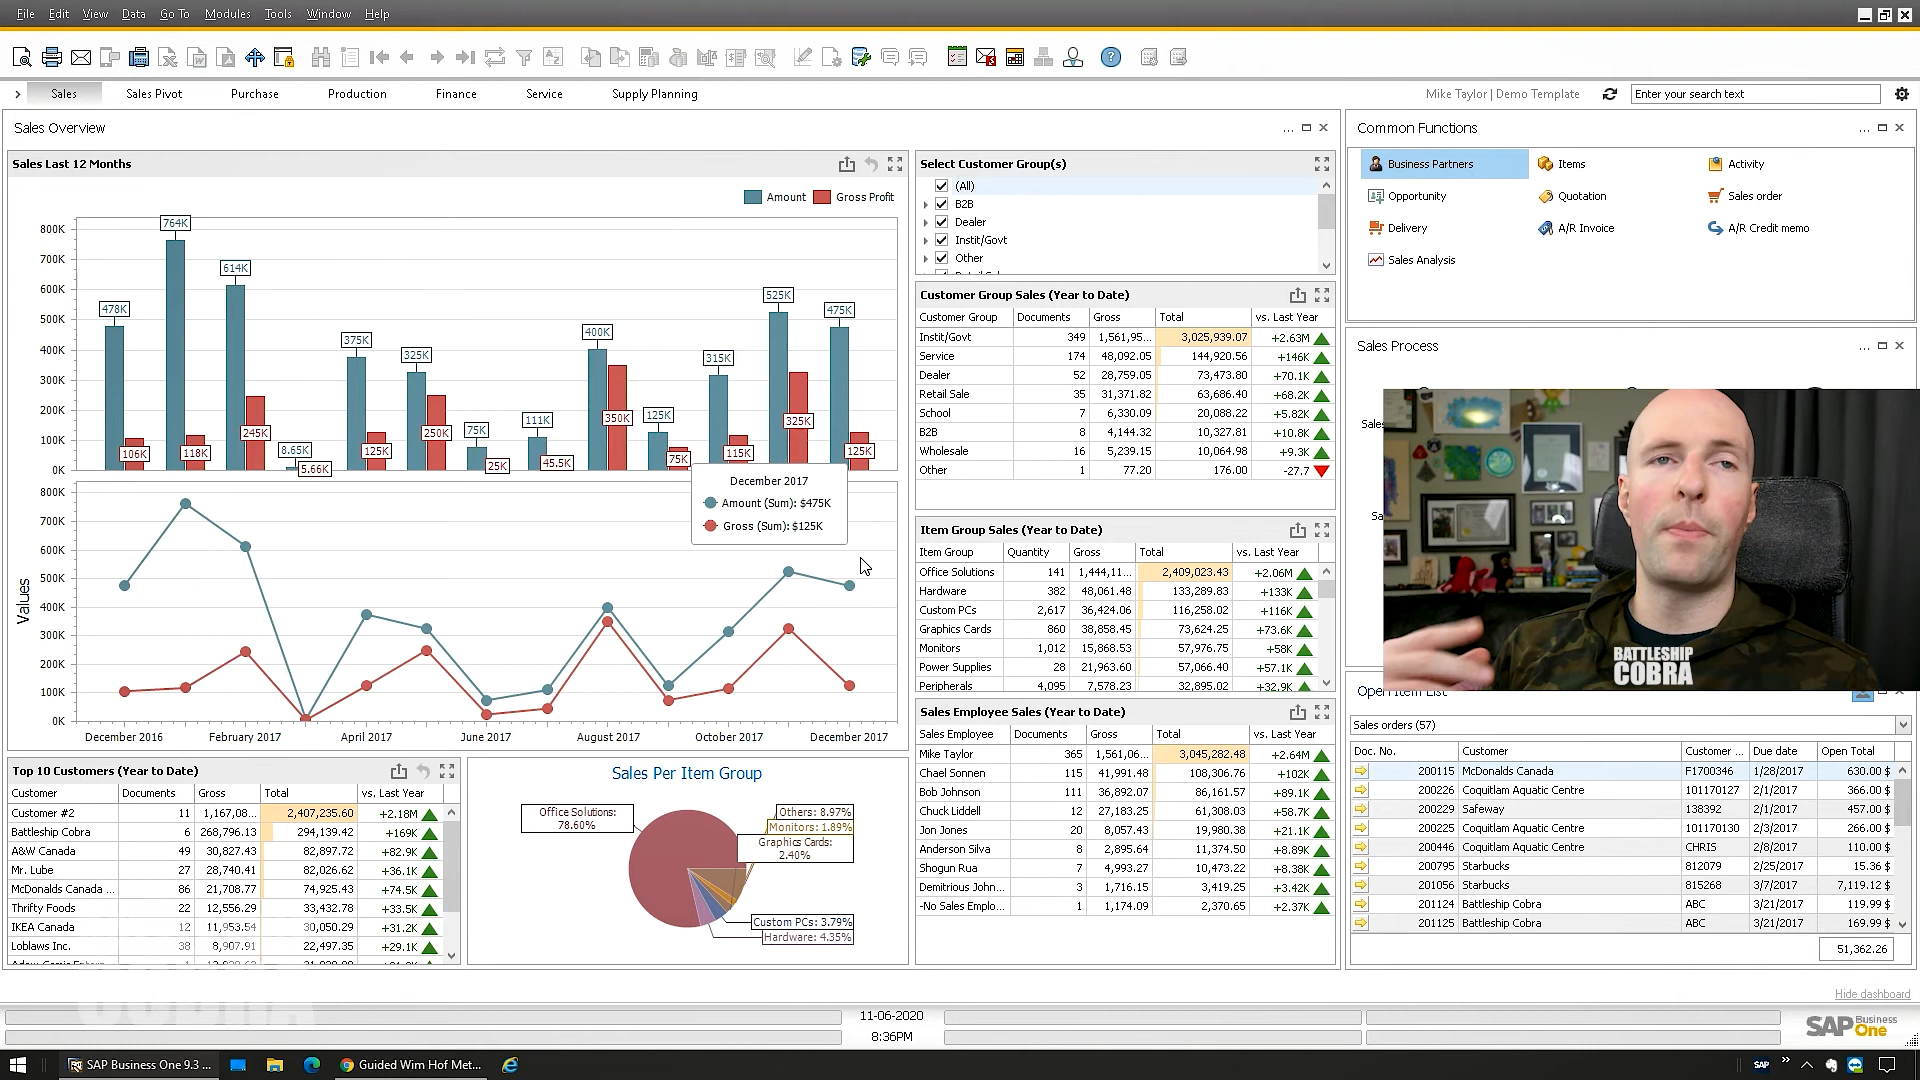 File Edit View Data Go To Modules Tools Window Help
Sales Sales Pivot Purchase Production Finance Service Supply Planning
Mike Taylor | Demo Template
Enter your search text
Sales Overview ...
Sales Last 12 Months
Amount Gross Profit
800K
700K
600K
500K
400K
300K
200K
100K
0K
478K 764K 614K 8.65K 375K 325K 75K 111K 400K 125K 315K 525K 475K
106K 118K 245K 5.66K 125K 250K 25K 45.5K 350K 75K 115K 325K 125K
December 2017
Amount (Sum): $475K
Gross (Sum): $125K
Values
800K
700K
600K
500K
400K
300K
200K
100K
0K
December 2016 February 2017 April 2017 June 2017 August 2017 October 2017 December 2017
Top 10 Customers (Year to Date)
Customer Documents Gross Total vs. Last Year
Customer #2 11 1,167,08... 2,407,235.60 +2.18M
Battleship Cobra 6 268,796.13 294,139.42 +169K
A&W Canada 49 30,827.43 82,897.72 +82.9K
Mr. Lube 27 28,740.41 82,026.62 +36.1K
McDonalds Canada ... 86 21,708.77 74,925.43 +74.5K
Thrifty Foods 22 12,556.29 33,432.78 +33.5K
IKEA Canada 12 11,953.54 30,050.29 +31.2K
Loblaws Inc. 38 8,907.91 22,497.35 +29.1K
Sales Per Item Group
Office Solutions:
78.60%
Others: 8.97%
Monitors: 1.89%
Graphics Cards:
2.40%
Custom PCs: 3.79%
Hardware: 4.35%
Select Customer Group(s)
(All)
B2B
Dealer
Instit/Govt
Other
Customer Group Sales (Year to Date)
Customer Group Documents Gross Total vs. Last Year
Instit/Govt 349 1,561,95... 3,025,939.07 +2.63M
Service 174 48,092.05 144,920.56 +146K
Dealer 52 28,759.05 73,473.80 +70.1K
Retail Sale 35 31,371.82 63,686.40 +68.2K
School 7 6,330.09 20,088.22 +5.82K
B2B 8 4,144.32 10,327.81 +10.8K
Wholesale 16 5,239.15 10,064.98 +9.3K
Other 1 77.20 176.00 -27.7
Item Group Sales (Year to Date)
Item Group Quantity Gross Total vs. Last Year
Office Solutions 141 1,444,11... 2,409,023.43 +2.06M
Hardware 382 48,061.48 133,289.83 +133K
Custom PCs 2,617 36,424.06 116,258.02 +116K
Graphics Cards 860 38,858.45 73,624.25 +73.6K
Monitors 1,012 15,868.53 57,976.75 +58K
Power Supplies 28 21,963.60 57,066.40 +57.1K
Peripherals 4,095 7,578.23 32,895.02 +32.9K
Sales Employee Sales (Year to Date)
Sales Employee Documents Gross Total vs. Last Year
Mike Taylor 365 1,561,06... 3,045,282.48 +2.64M
Chael Sonnen 115 41,991.48 108,306.76 +102K
Bob Johnson 111 36,892.07 86,161.57 +89.1K
Chuck Liddell 12 27,183.25 61,308.03 +58.7K
Jon Jones 20 8,057.43 19,980.38 +21.1K
Anderson Silva 8 2,895.64 11,374.50 +8.89K
Shogun Rua 7 4,993.27 10,473.22 +8.38K
Demitrious John... 3 1,716.15 3,419.25 +3.42K
-No Sales Emplo... 1 1,174.09 2,370.65 +2.37K
Common Functions ...
Business Partners Items Activity
Opportunity Quotation Sales order
Delivery A/R Invoice A/R Credit memo
Sales Analysis
Sales Process ...
BATTLESHIP
COBRA
Open Item List
Sales orders (57)
Doc. No. Customer Customer ... Due date Open Total
200115 McDonalds Canada F1700346 1/28/2017 630.00 $
200226 Coquitlam Aquatic Centre 101170127 2/1/2017 366.00 $
200229 Safeway 138392 2/1/2017 457.00 $
200225 Coquitlam Aquatic Centre 101170130 2/3/2017 266.00 $
200446 Coquitlam Aquatic Centre CHRIS 2/8/2017 110.00 $
200795 Starbucks 812079 2/25/2017 15.36 $
201056 Starbucks 815268 3/7/2017 7,119.12 $
201124 Battleship Cobra ABC 3/21/2017 119.99 $
201125 Battleship Cobra ABC 3/21/2017 169.99 $
51,362.26
Hide dashboard
11-06-2020
8:36PM
SAP Business One
SAP Business One 9.3 ...
Guided Wim Hof Met...
SAP